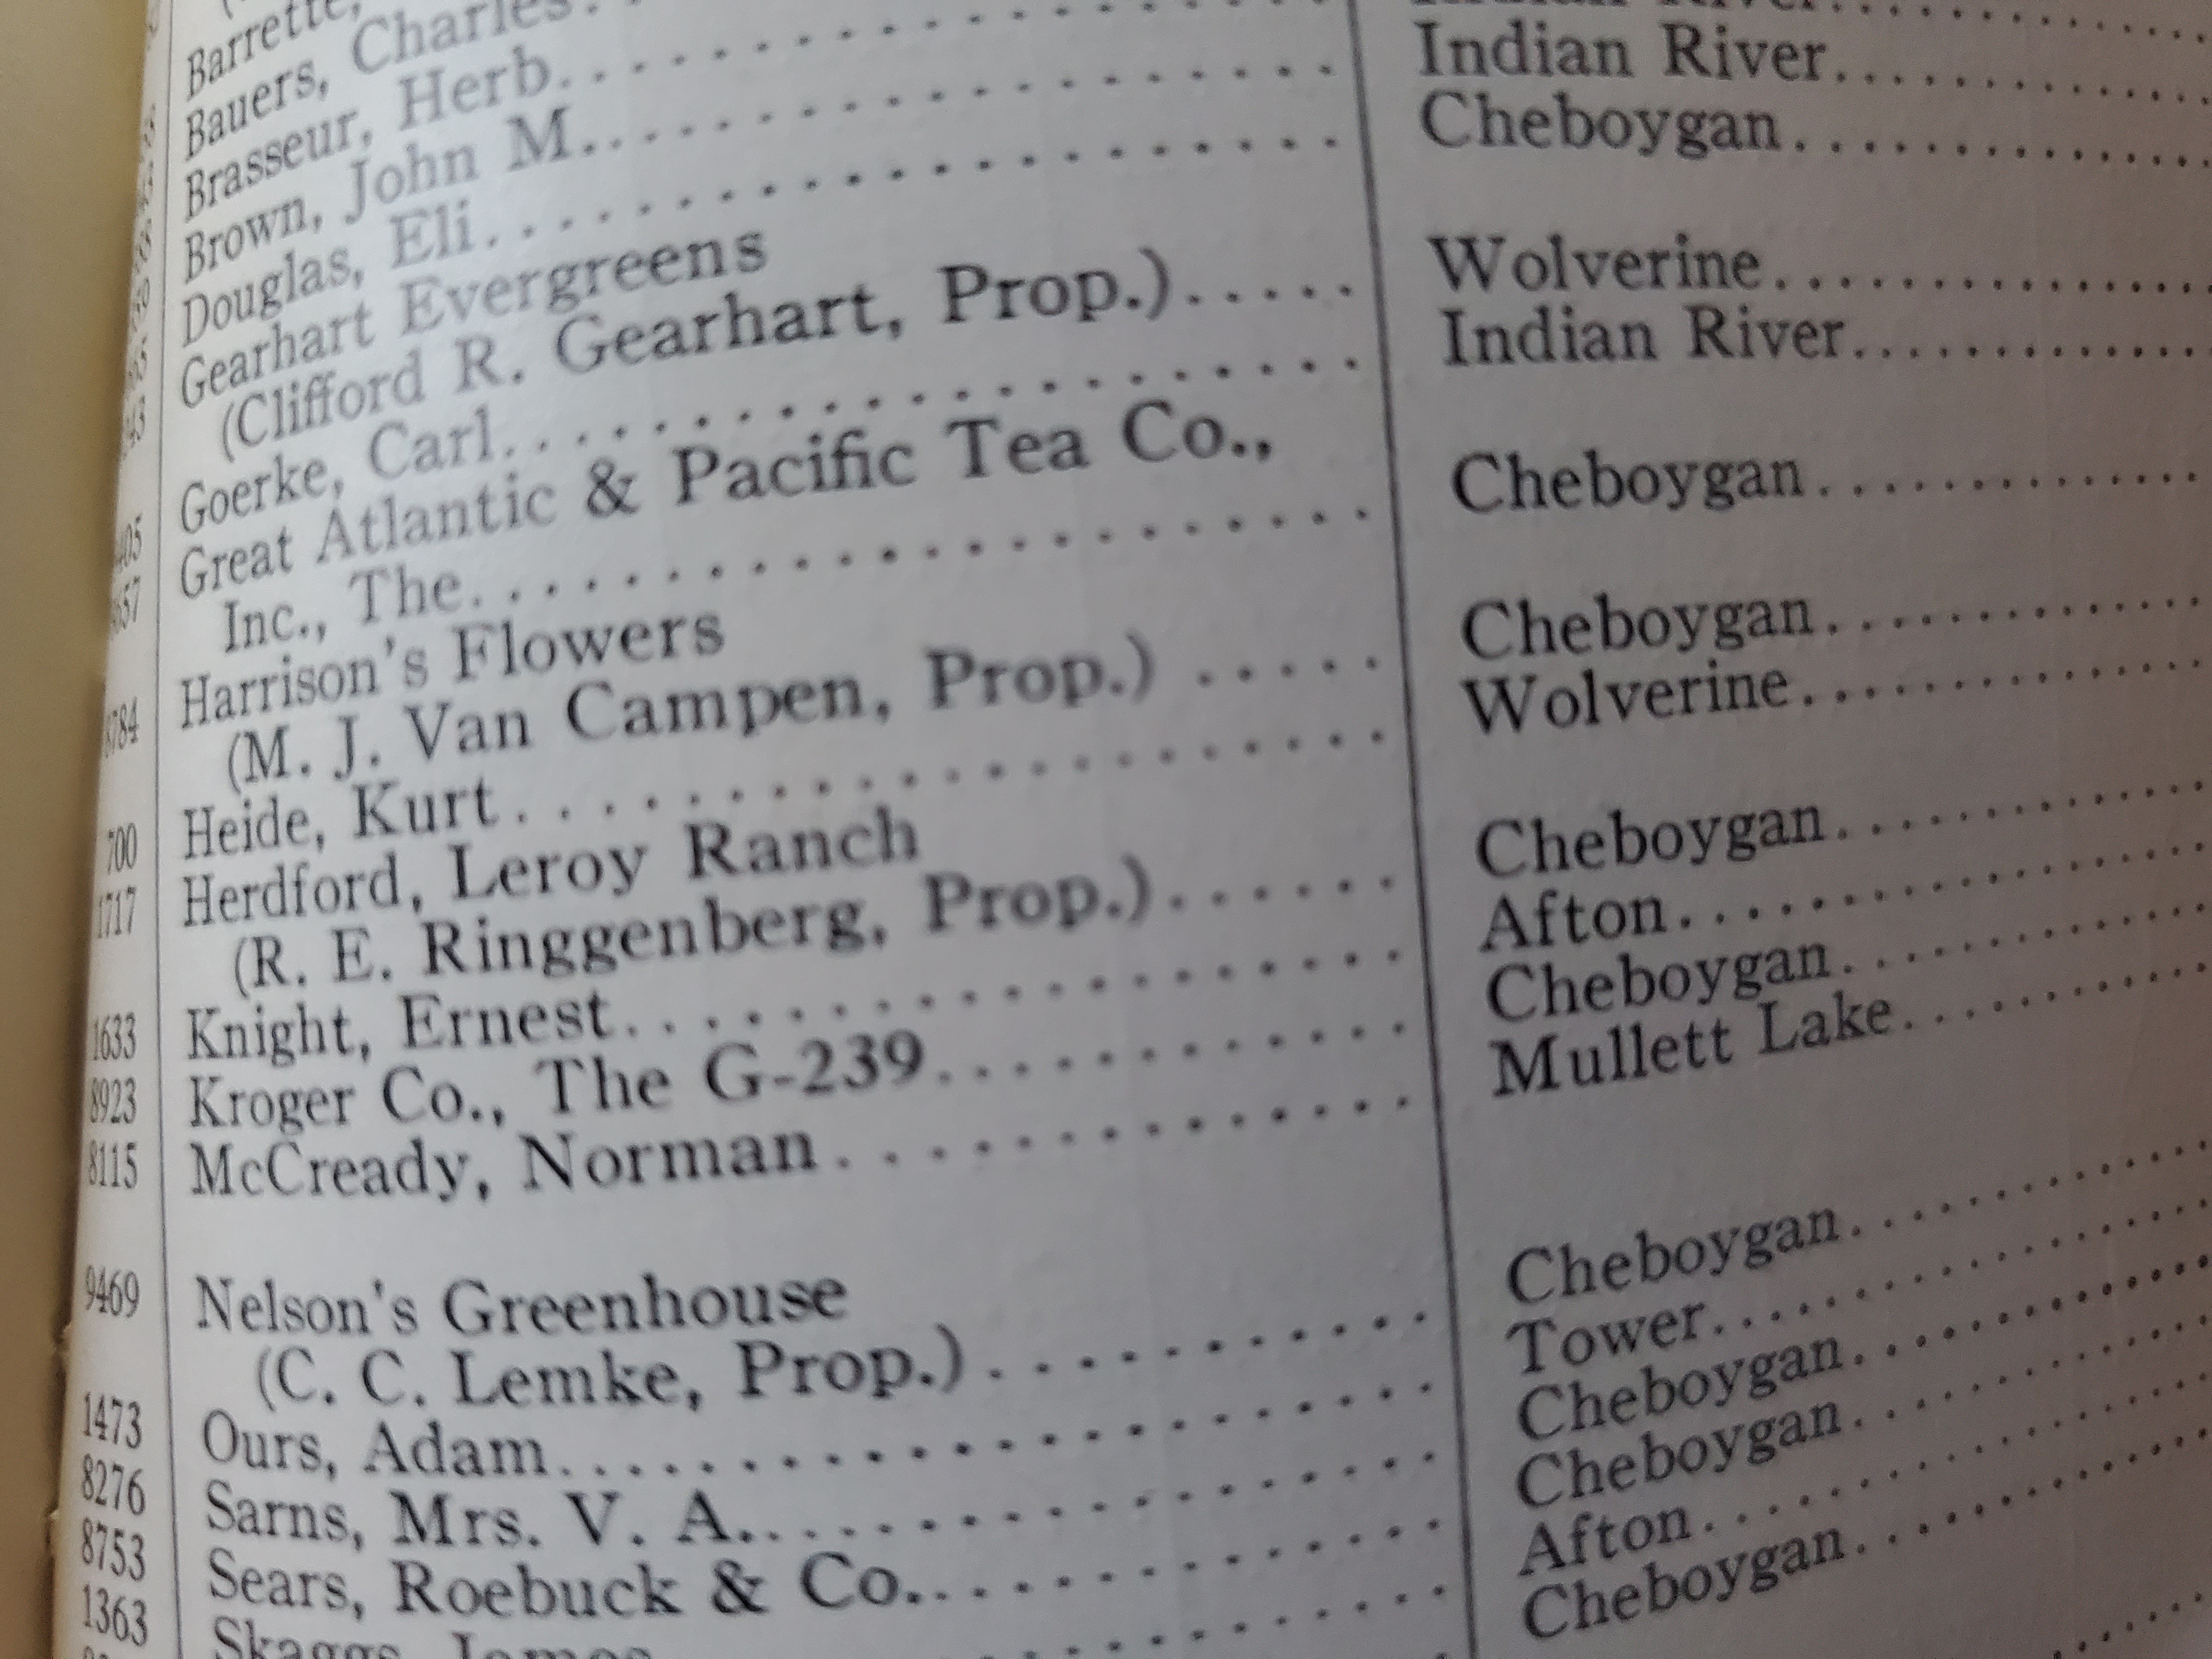 Barrette,
Bauers, Charles
Brasseur, Herb
Brown, John M. Indian River
Douglas, Eli Cheboygan
Gearhart Evergreens
(Clifford R. Gearhart, Prop.) Wolverine
Goerke, Carl Indian River
Great Atlantic & Pacific Tea Co.,
Inc., The Cheboygan
8784 Harrison's Flowers
(M. J. Van Campen, Prop.) Cheboygan
700 Heide, Kurt Wolverine
1717 Herdford, Leroy Ranch
(R. E. Ringgenberg, Prop.) Cheboygan
1633 Knight, Ernest Afton
8923 Kroger Co., The G-239 Cheboygan
8115 McCready, Norman Mullett Lake
9469 Nelson's Greenhouse
(C. C. Lemke, Prop.) Cheboygan
1473 Ours, Adam Tower
8276 Sarns, Mrs. V. A. Cheboygan
8753 Sears, Roebuck & Co. Cheboygan
1363 Skaggs, James Afton
Cheboygan